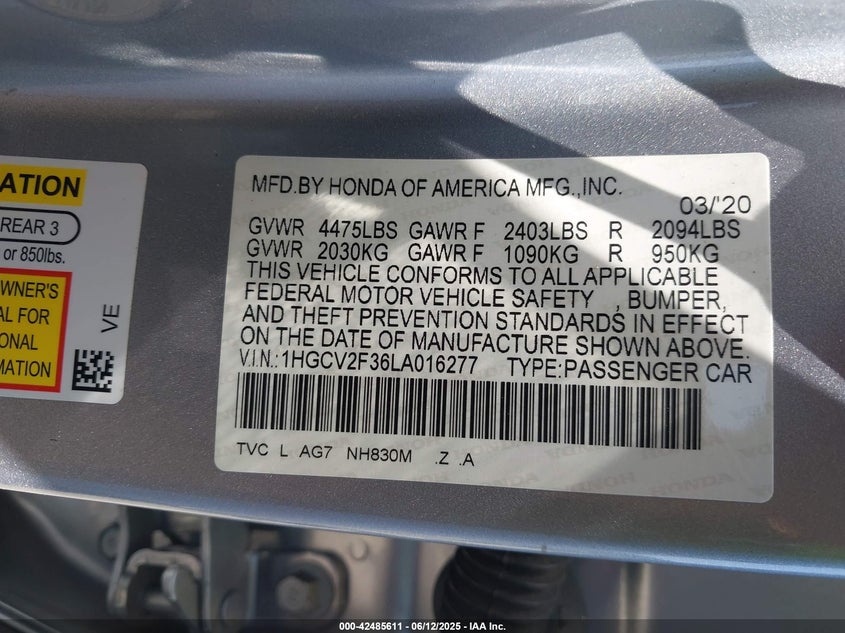 ATION
REAR 3
or 850lbs.
WNER'S
AL FOR
ONAL
MATION
VE
MFD.BY HONDA OF AMERICA MFG.,INC.
03/'20
GVWR 4475LBS GAWR F 2403LBS R 2094LBS
GVWR 2030KG GAWR F 1090KG R 950KG
THIS VEHICLE CONFORMS TO ALL APPLICABLE
FEDERAL MOTOR VEHICLE SAFETY , BUMPER,
AND THEFT PREVENTION STANDARDS IN EFFECT
ON THE DATE OF MANUFACTURE SHOWN ABOVE.
V.I.N.:1HGCV2F36LA016277 TYPE:PASSENGER CAR
TVC L AG7 NH830M .Z .A
HONDA
000-42485611 - 06/12/2025 - IAA Inc.